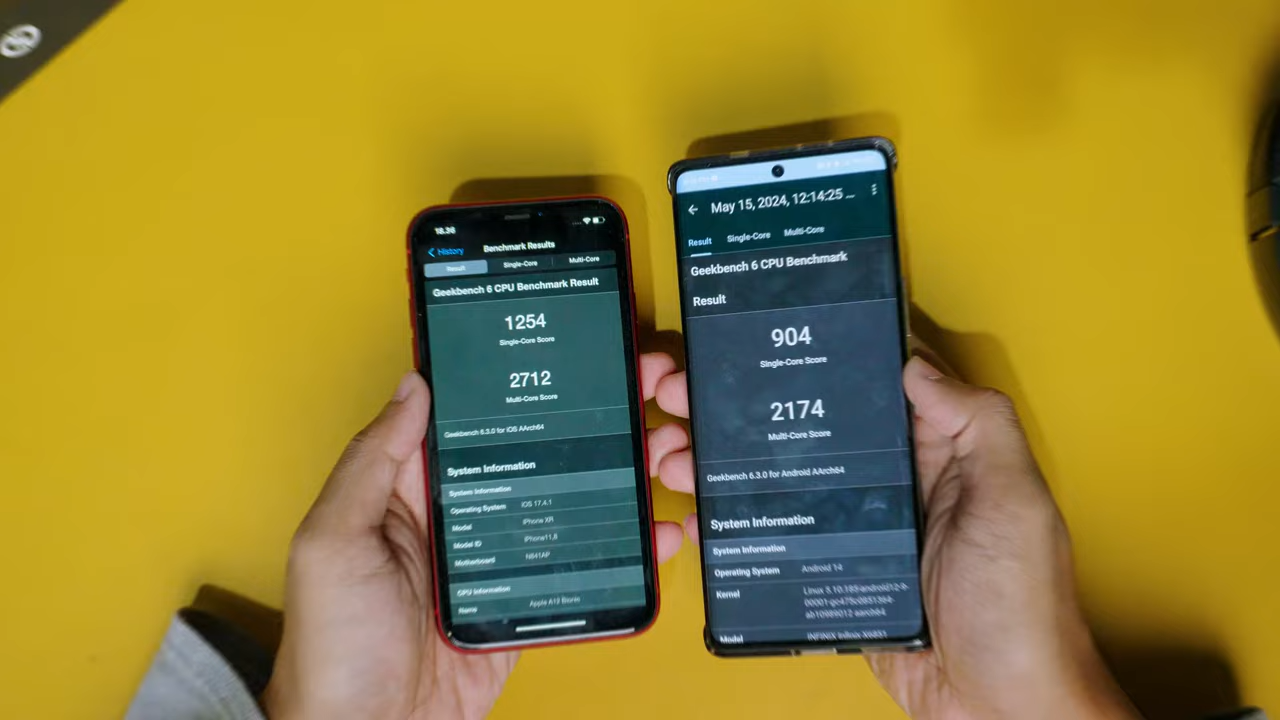 18.36
History
Benchmark Results
Result Single-Core Multi-Core
Geekbench 6 CPU Benchmark Result
1254
Single-Core Score
2712
Multi-Core Score
Geekbench 6.3.0 for iOS AArch64
System Information
System Information
Operating System iOS 17.4.1
Model iPhone XR
Model ID iPhone11,8
Motherboard N841AP
CPU Information
Name Apple A12 Bionic
May 15, 2024, 12:14:25 ...
Result Single-Core Multi-Core
Geekbench 6 CPU Benchmark
Result
904
Single-Core Score
2174
Multi-Core Score
Geekbench 6.3.0 for Android AArch64
System Information
System Information
Operating System Android 14
Kernel
Model INFINIX Infinix